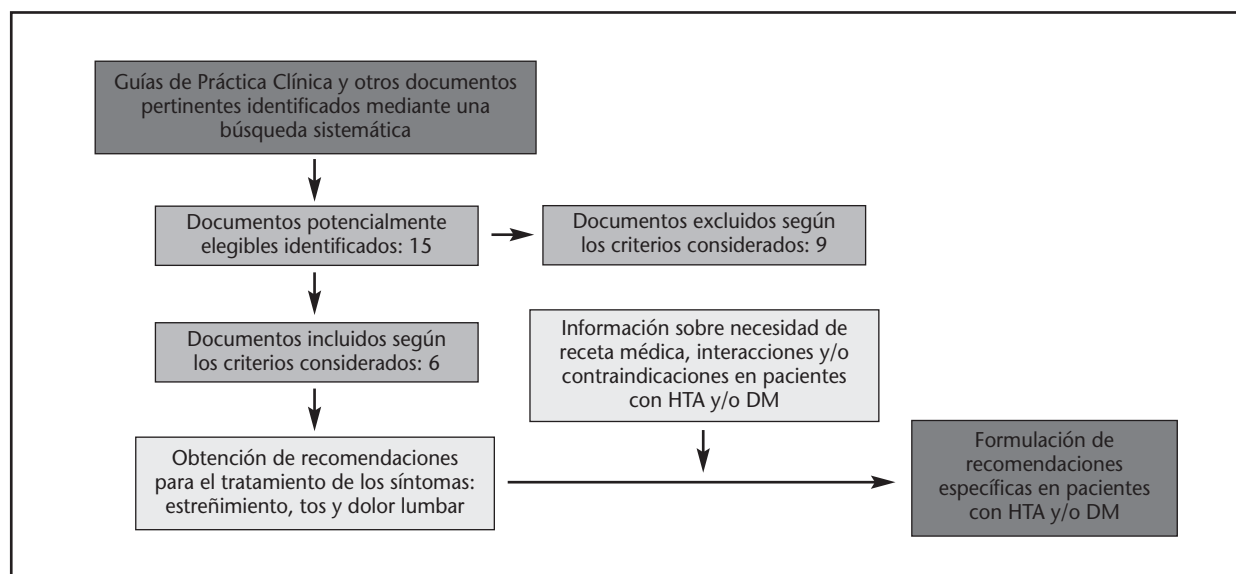 Guías de Práctica Clínica y otros documentos
pertinentes identificados mediante una
búsqueda sistemática
Documentos potencialmente
elegibles identificados: 15
Documentos excluidos según
los criterios considerados: 9
Documentos incluidos según
los criterios considerados: 6
Información sobre necesidad de
receta médica, interacciones y/o
contraindicaciones en pacientes
con HTA y/o DM
Obtención de recomendaciones
para el tratamiento de los síntomas:
estreñimiento, tos y dolor lumbar
Formulación de
recomendaciones
específicas en pacientes
con HTA y/o DM